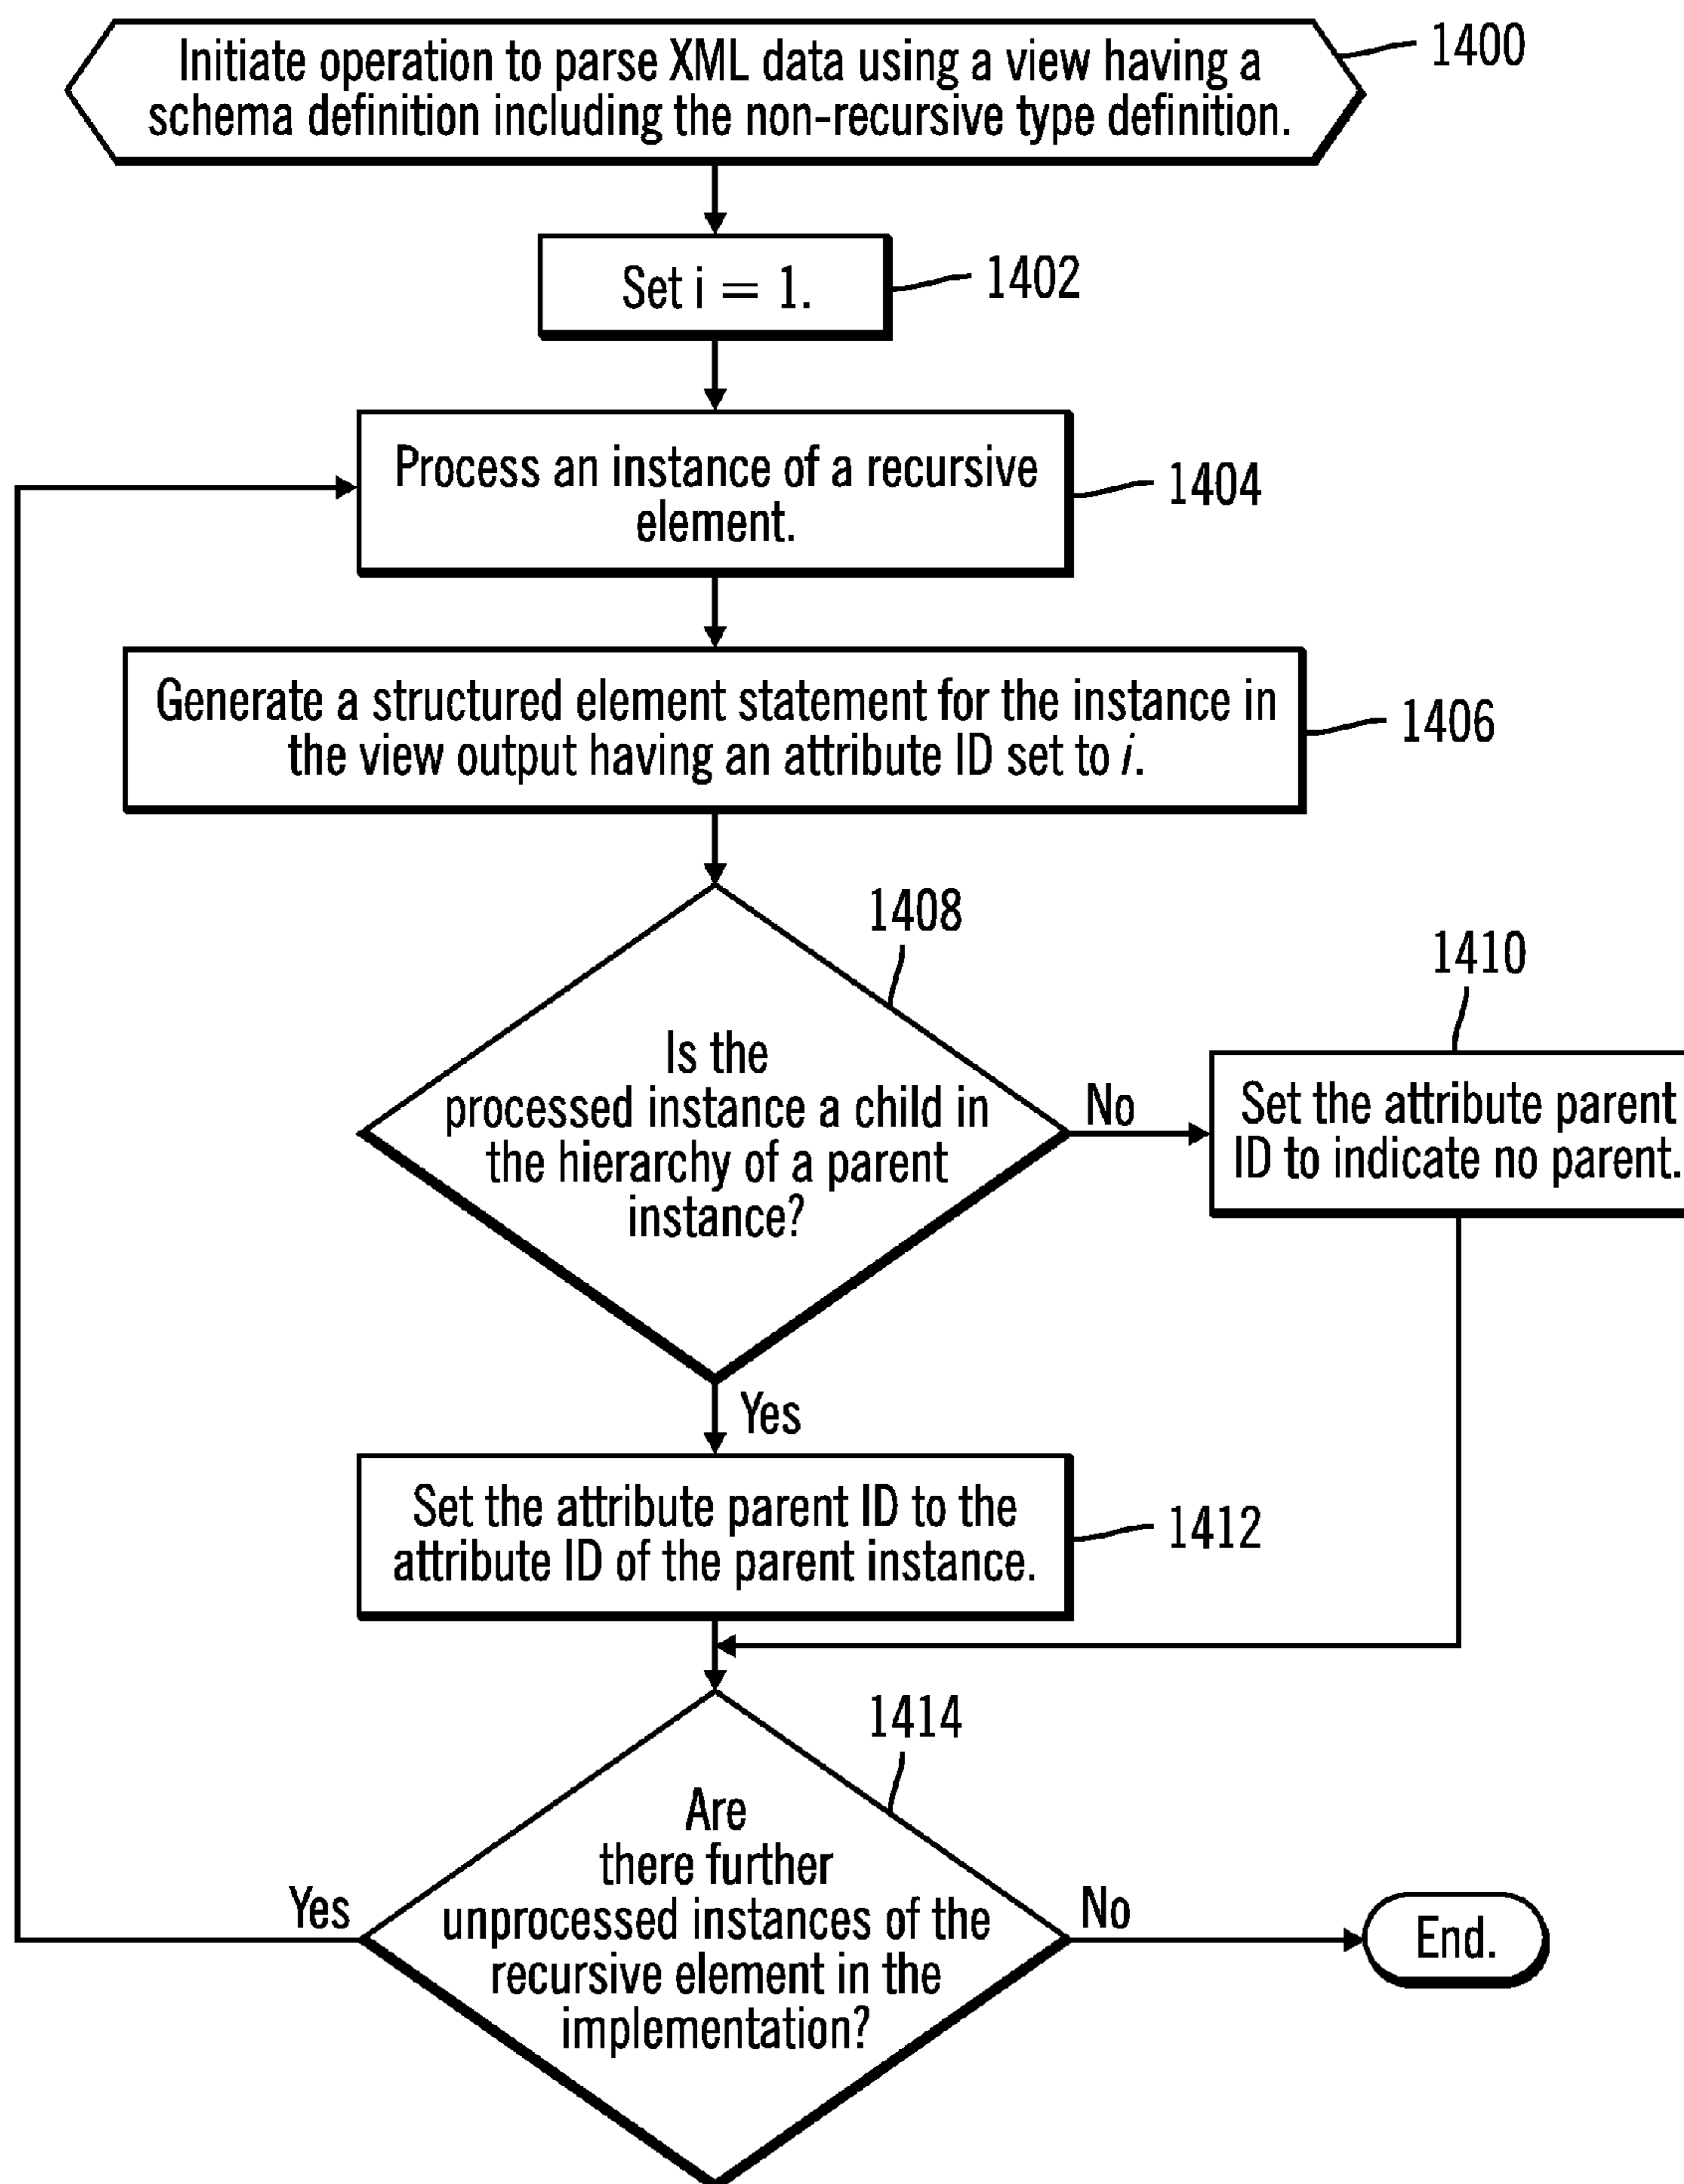 Initiate operation to parse XML data using a view having a
schema definition including the non-recursive type definition.
1400
Set i = 1.
1402
Process an instance of a recursive
element.
1404
Generate a structured element statement for the instance in
the view output having an attribute ID set to i.
1406
1408
Is the
processed instance a child in
the hierarchy of a parent
instance?
No
1410
Set the attribute parent
ID to indicate no parent.
Yes
Set the attribute parent ID to the
attribute ID of the parent instance.
1412
1414
Are
there further
unprocessed instances of the
recursive element in the
implementation?
Yes
No
End.